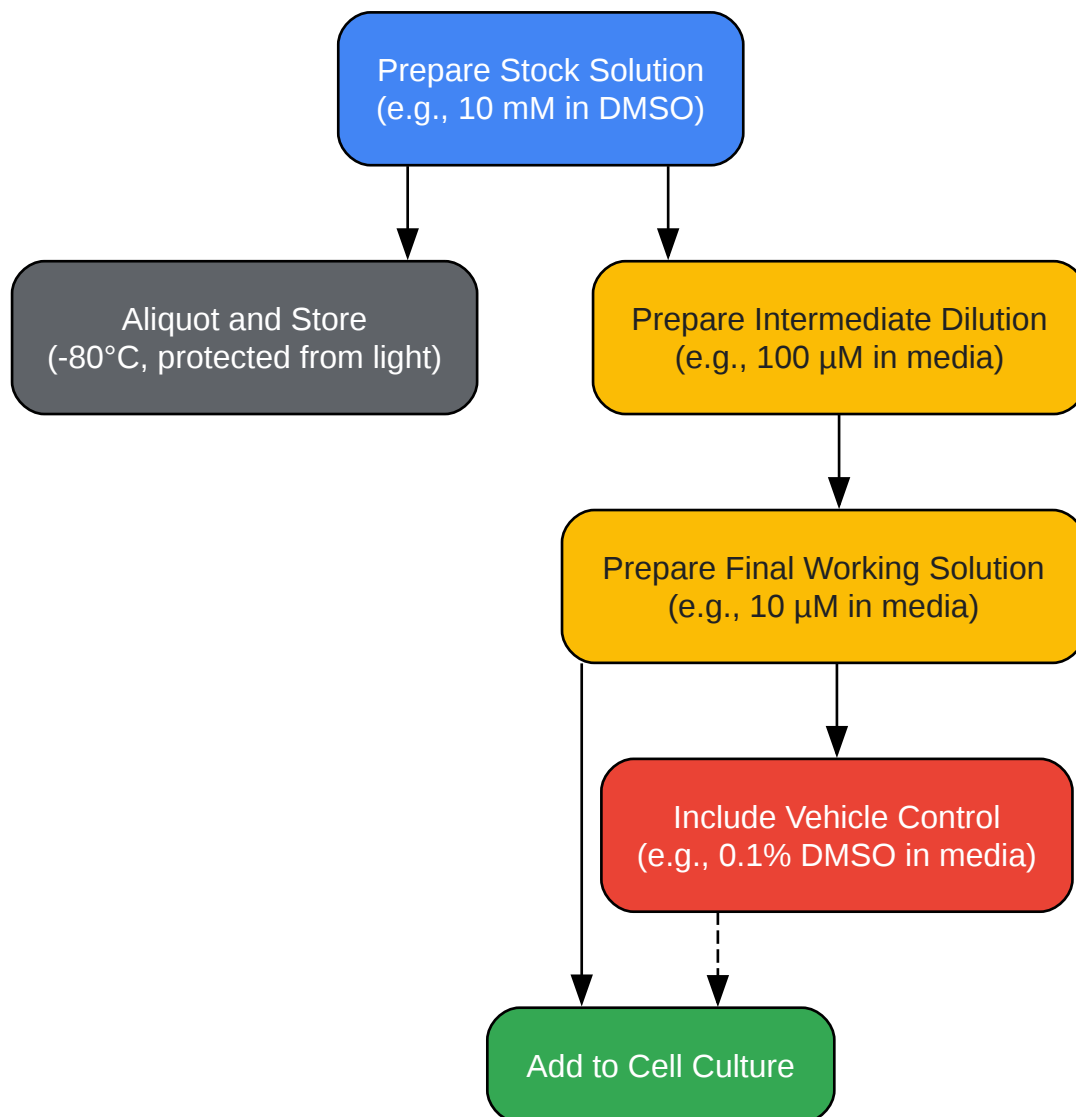 Prepare Stock Solution
(e.g., 10 mM in DMSO)
Aliquot and Store
(-80°C, protected from light)
Prepare Intermediate Dilution
(e.g., 100 µM in media)
Prepare Final Working Solution
(e.g., 10 µM in media)
Include Vehicle Control
(e.g., 0.1% DMSO in media)
Add to Cell Culture